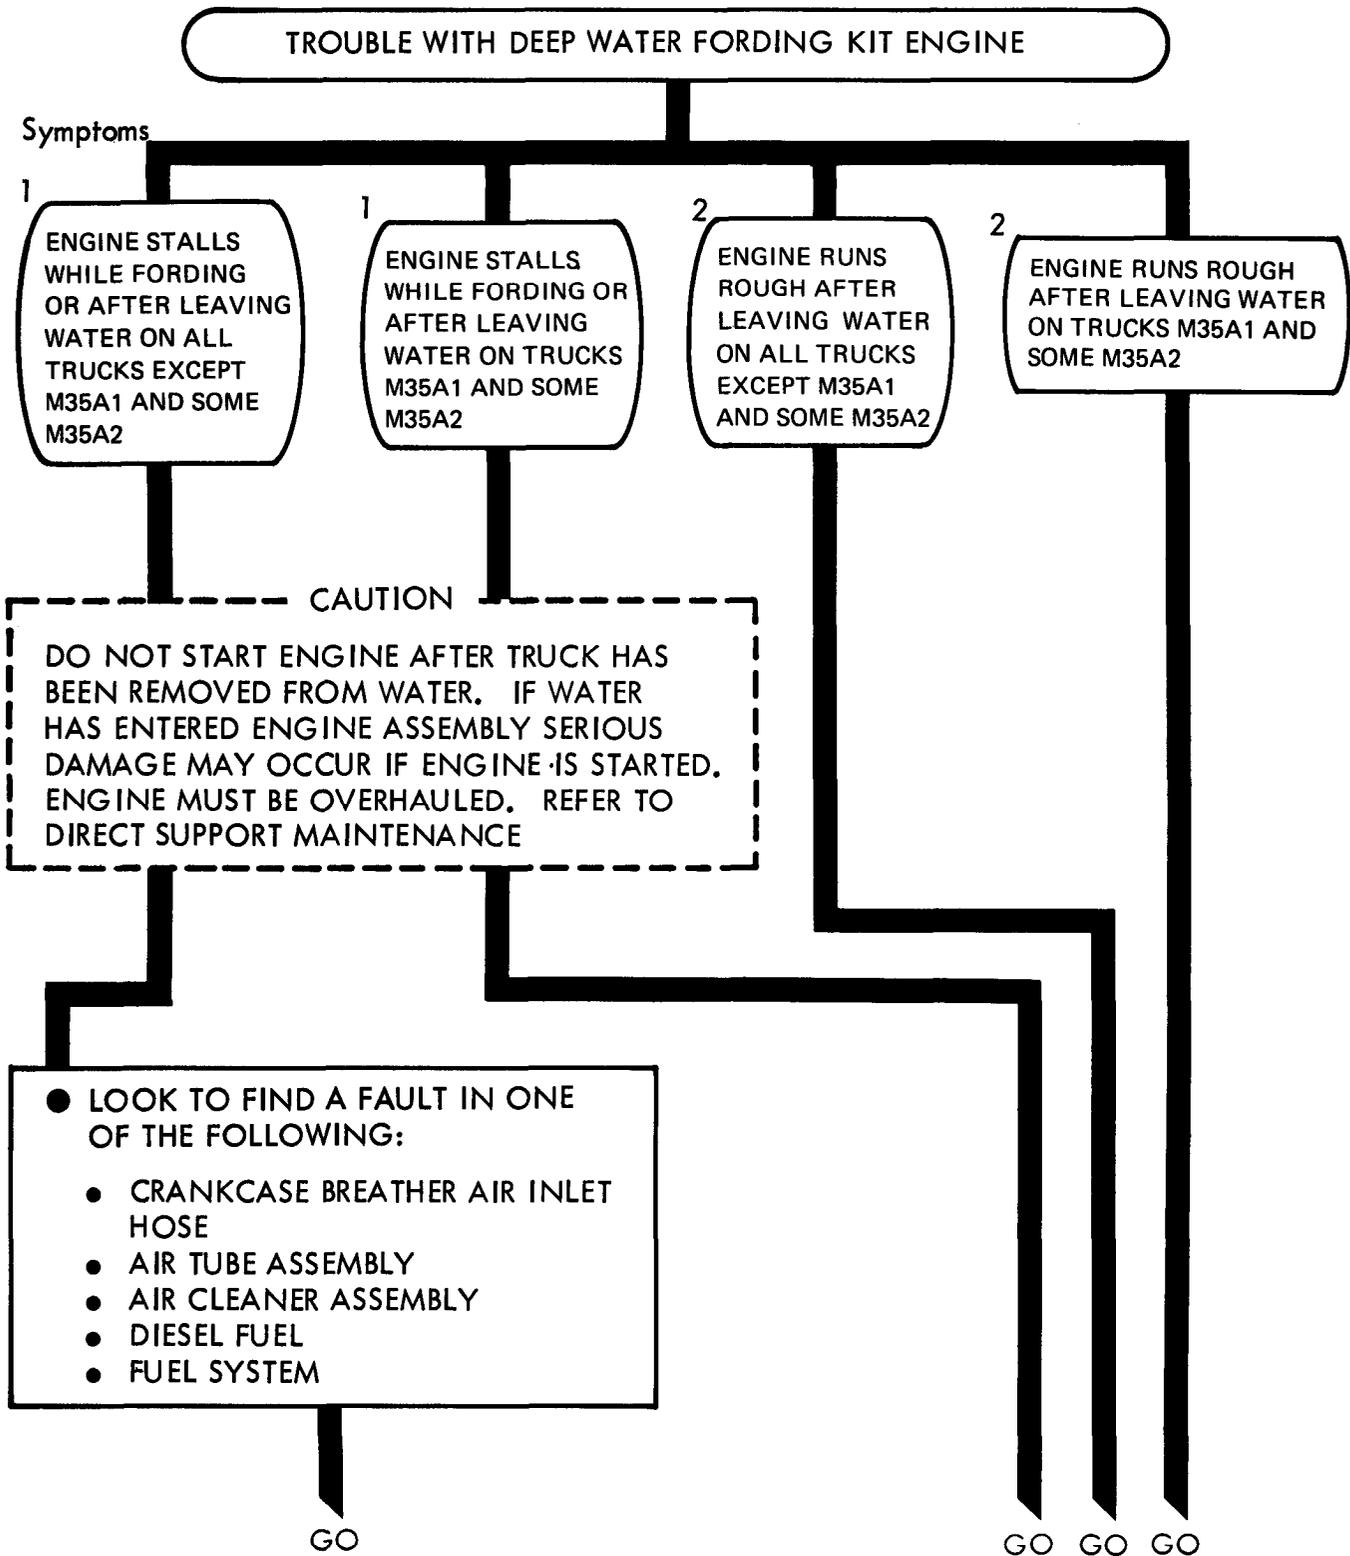 TROUBLE WITH DEEP WATER FORDING KIT ENGINE
Symptoms
1
ENGINE STALLS
WHILE FORDING
OR AFTER LEAVING
WATER ON ALL
TRUCKS EXCEPT
M35A1 AND SOME
M35A2
1
ENGINE STALLS
WHILE FORDING OR
AFTER LEAVING
WATER ON TRUCKS
M35A1 AND SOME
M35A2
2
ENGINE RUNS
ROUGH AFTER
LEAVING WATER
ON ALL TRUCKS
EXCEPT M35A1
AND SOME M35A2
2
ENGINE RUNS ROUGH
AFTER LEAVING WATER
ON TRUCKS M35A1 AND
SOME M35A2
CAUTION
DO NOT START ENGINE AFTER TRUCK HAS
BEEN REMOVED FROM WATER. IF WATER
HAS ENTERED ENGINE ASSEMBLY SERIOUS
DAMAGE MAY OCCUR IF ENGINE IS STARTED.
ENGINE MUST BE OVERHAULED. REFER TO
DIRECT SUPPORT MAINTENANCE
● LOOK TO FIND A FAULT IN ONE
OF THE FOLLOWING:
● CRANKCASE BREATHER AIR INLET
HOSE
● AIR TUBE ASSEMBLY
● AIR CLEANER ASSEMBLY
● DIESEL FUEL
● FUEL SYSTEM
GO
GO
GO
GO